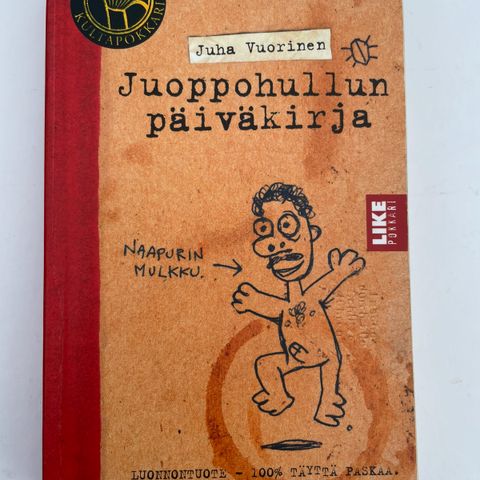 KULTAPOKKARI
Juha Vuorinen
Juoppohullun
päiväkirja
LIKE
POKKARI
NAAPURIN
MULKKU.
LUONNONTUOTE - 100% TÄYTTÄ PASKAA.